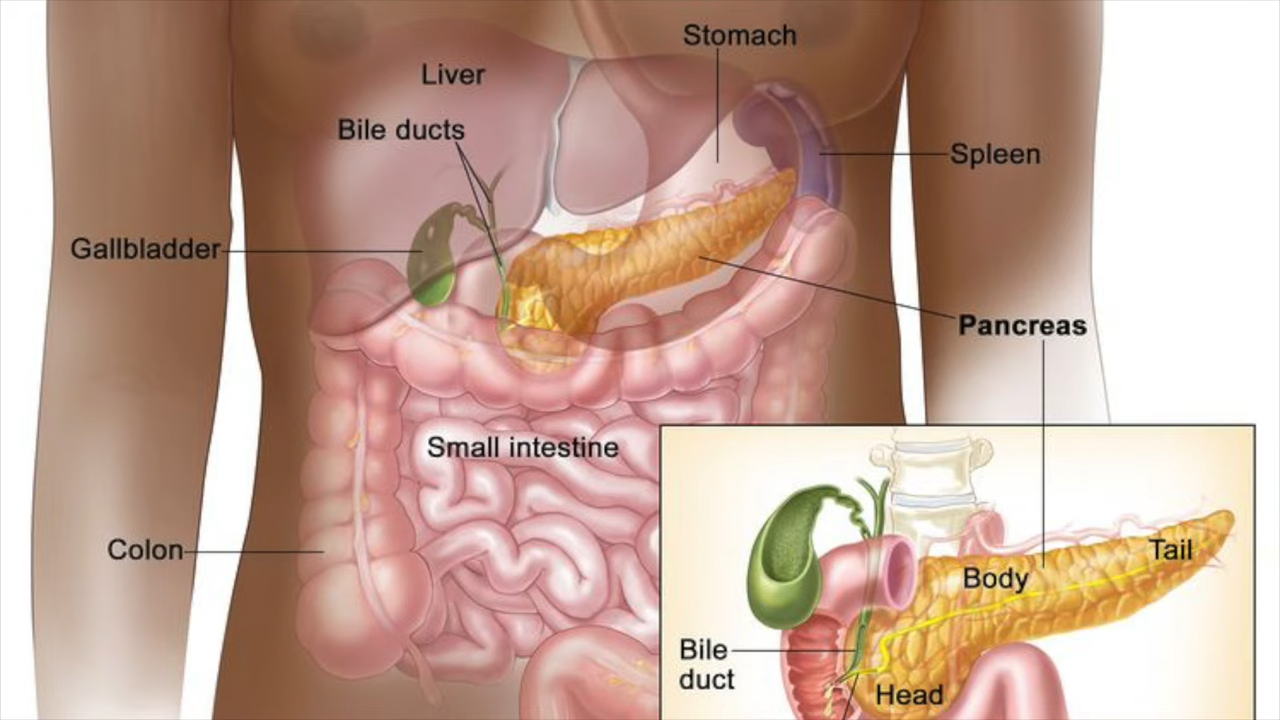 Stomach
Liver
Bile ducts
Spleen
Gallbladder
Pancreas
Small intestine
Colon
Tail
Body
Bile
duct
Head